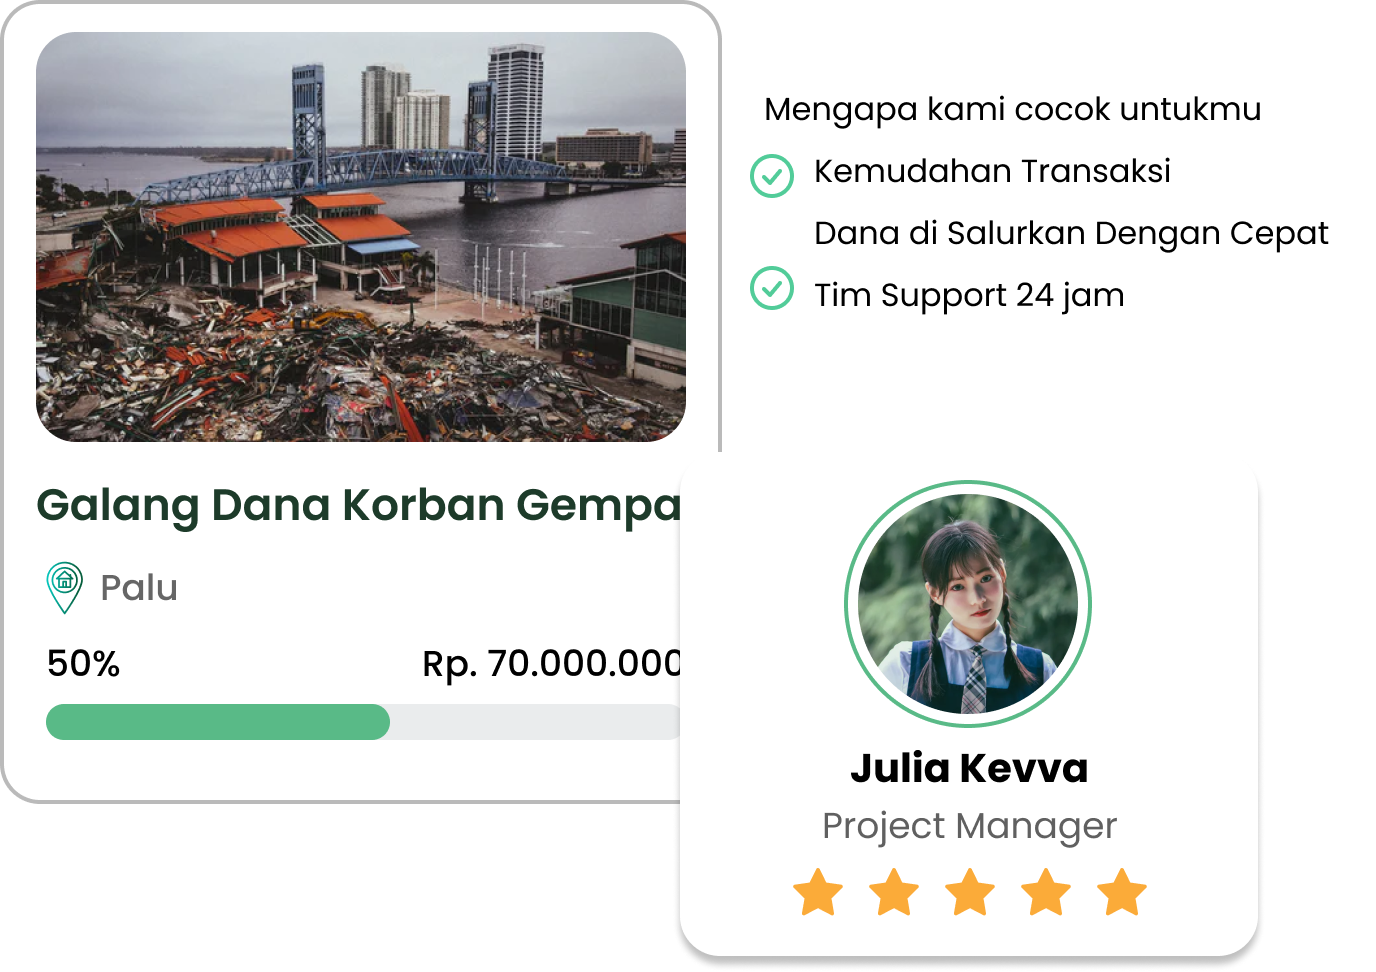 Mengapa kami cocok untukmu
Kemudahan Transaksi
Dana di Salurkan Dengan Cepat
Tim Support 24 jam
Galang Dana Korban Gempa
Palu
50%
Rp. 70.000.000
Julia Kevva
Project Manager